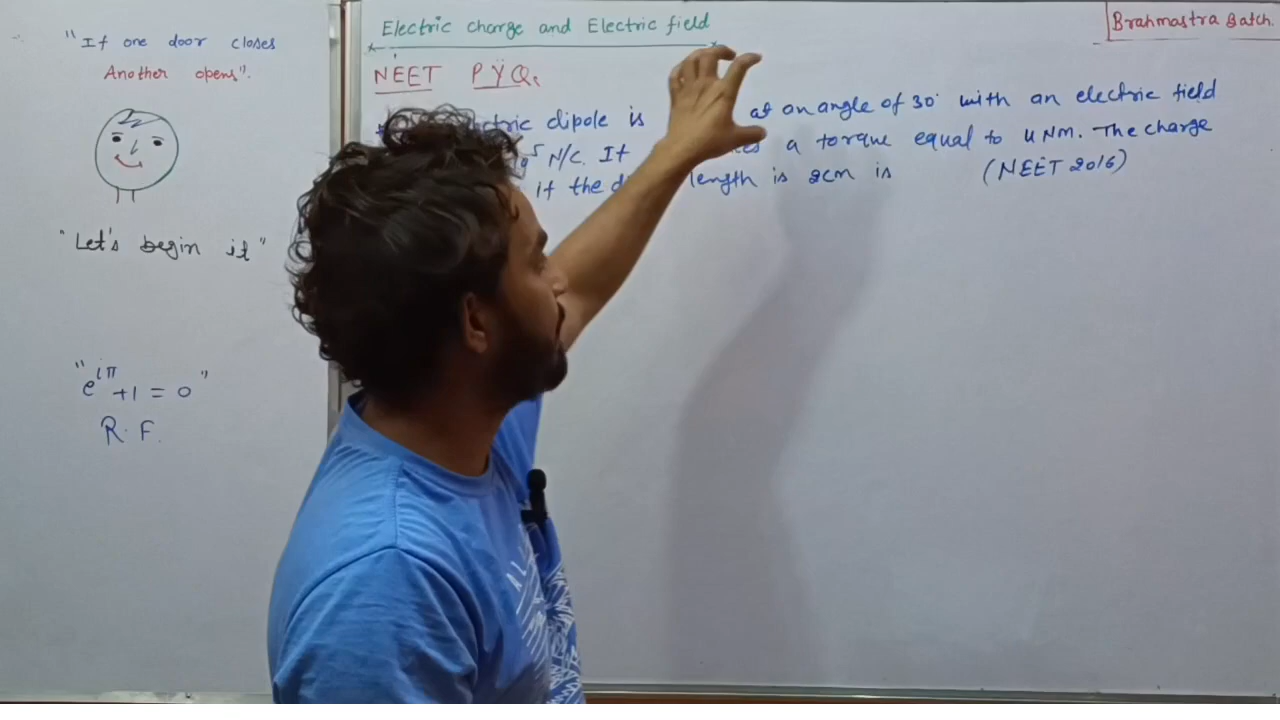 "If one door closes
Another opens".
"Let's begin it"
"e^iπ +1 = 0"
R. F.
Electric charge and Electric field
Brahmastra Batch.
NEET PYQs
dipole is at an angle of 30° with an electric field
N/C. It a torque equal to 4 Nm. The charge
if the length is 2cm is (NEET 2016)